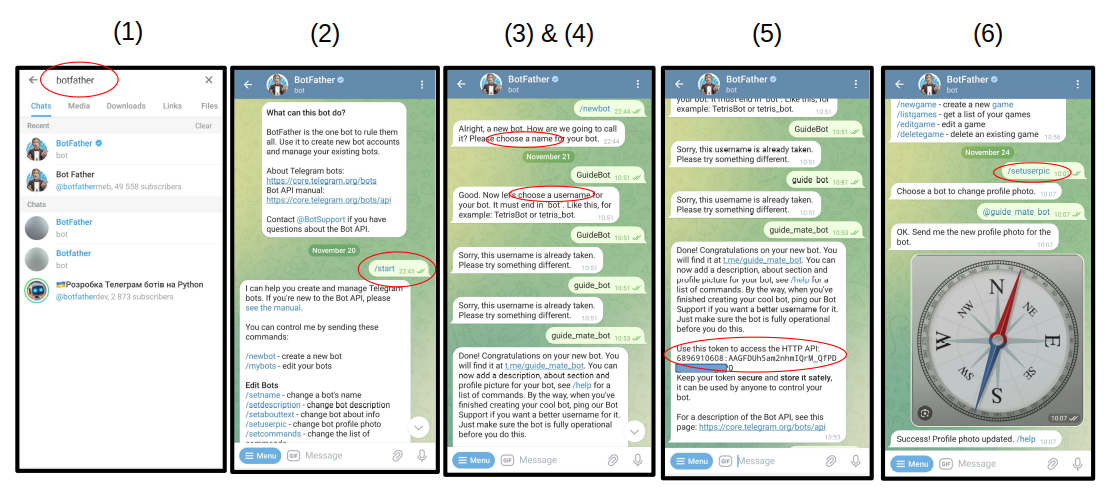 (1)
(2)
(3) & (4)
(5)
(6)
botfather
Chats Media Downloads Links Files
Recent Clear
BotFather
bot
Bot Father
@botfathermeb, 49 558 subscribers
Chats
BotFather
bot
Botfather
bot
Розробка Телеграм ботів на Python
@botfatherdev, 2 873 subscribers
BotFather
bot
What can this bot do?
BotFather is the one bot to rule them
all. Use it to create new bot accounts
and manage your existing bots.
About Telegram bots:
https://core.telegram.org/bots
Bot API manual:
https://core.telegram.org/bots/api
Contact @BotSupport if you have
questions about the Bot API.
November 20
/start 22:43
I can help you create and manage Telegram
bots. If you're new to the Bot API, please
see the manual.
You can control me by sending these
commands:
/newbot - create a new bot
/mybots - edit your bots
Edit Bots
/setname - change a bot's name
/setdescription - change bot description
/setabouttext - change bot about info
/setuserpic - change bot profile photo
/setcommands - change the list of
Menu GIF Message
BotFather
bot
/newbot 22:44
Alright, a new bot. How are we going to call
it? Please choose a name for your bot. 22:44
November 21
GuideBot 10:51
Good. Now lets choose a username for
your bot. It must end in `bot`. Like this, for
example: TetrisBot or tetris_bot. 10:51
GuideBot 10:51
Sorry, this username is already taken.
Please try something different. 10:51
guide_bot 10:51
Sorry, this username is already taken.
Please try something different. 10:51
guide_mate_bot 10:53
Done! Congratulations on your new bot. You
will find it at t.me/guide_mate_bot. You can
now add a description, about section and
profile picture for your bot, see /help for a
list of commands. By the way, when you've
finished creating your cool bot, ping our Bot
Support if you want a better username for it.
Just make sure the bot is fully operational
before you do this.
Menu GIF Message
BotFather
bot
your bot. It must end in `bot`. Like this, for
example: TetrisBot or tetris_bot. 10:51
GuideBot 10:51
Sorry, this username is already taken.
Please try something different. 10:51
guide_bot 10:51
Sorry, this username is already taken.
Please try something different. 10:51
guide_mate_bot 10:53
Done! Congratulations on your new bot. You
will find it at t.me/guide_mate_bot. You can
now add a description, about section and
profile picture for your bot, see /help for a
list of commands. By the way, when you've
finished creating your cool bot, ping our Bot
Support if you want a better username for it.
Just make sure the bot is fully operational
before you do this.
Use this token to access the HTTP API:
6896910608:AAGFDUh5am2nhmIQrM_QfPD
Keep your token secure and store it safely,
it can be used by anyone to control your
bot.
For a description of the Bot API, see this
page: https://core.telegram.org/bots/api
10:53
Menu GIF Message
BotFather
bot
/newgame - create a new game
/listgames - get a list of your games
/editgame - edit a game
/deletegame - delete an existing game 10:56
November 24
/setuserpic 10:07
Choose a bot to change profile photo. 10:07
@guide_mate_bot 10:07
OK. Send me the new profile photo for the
bot. 10:07
N
NW NE
W E
SW SE
S
10:07
Success! Profile photo updated. /help 10:07
Menu GIF Message